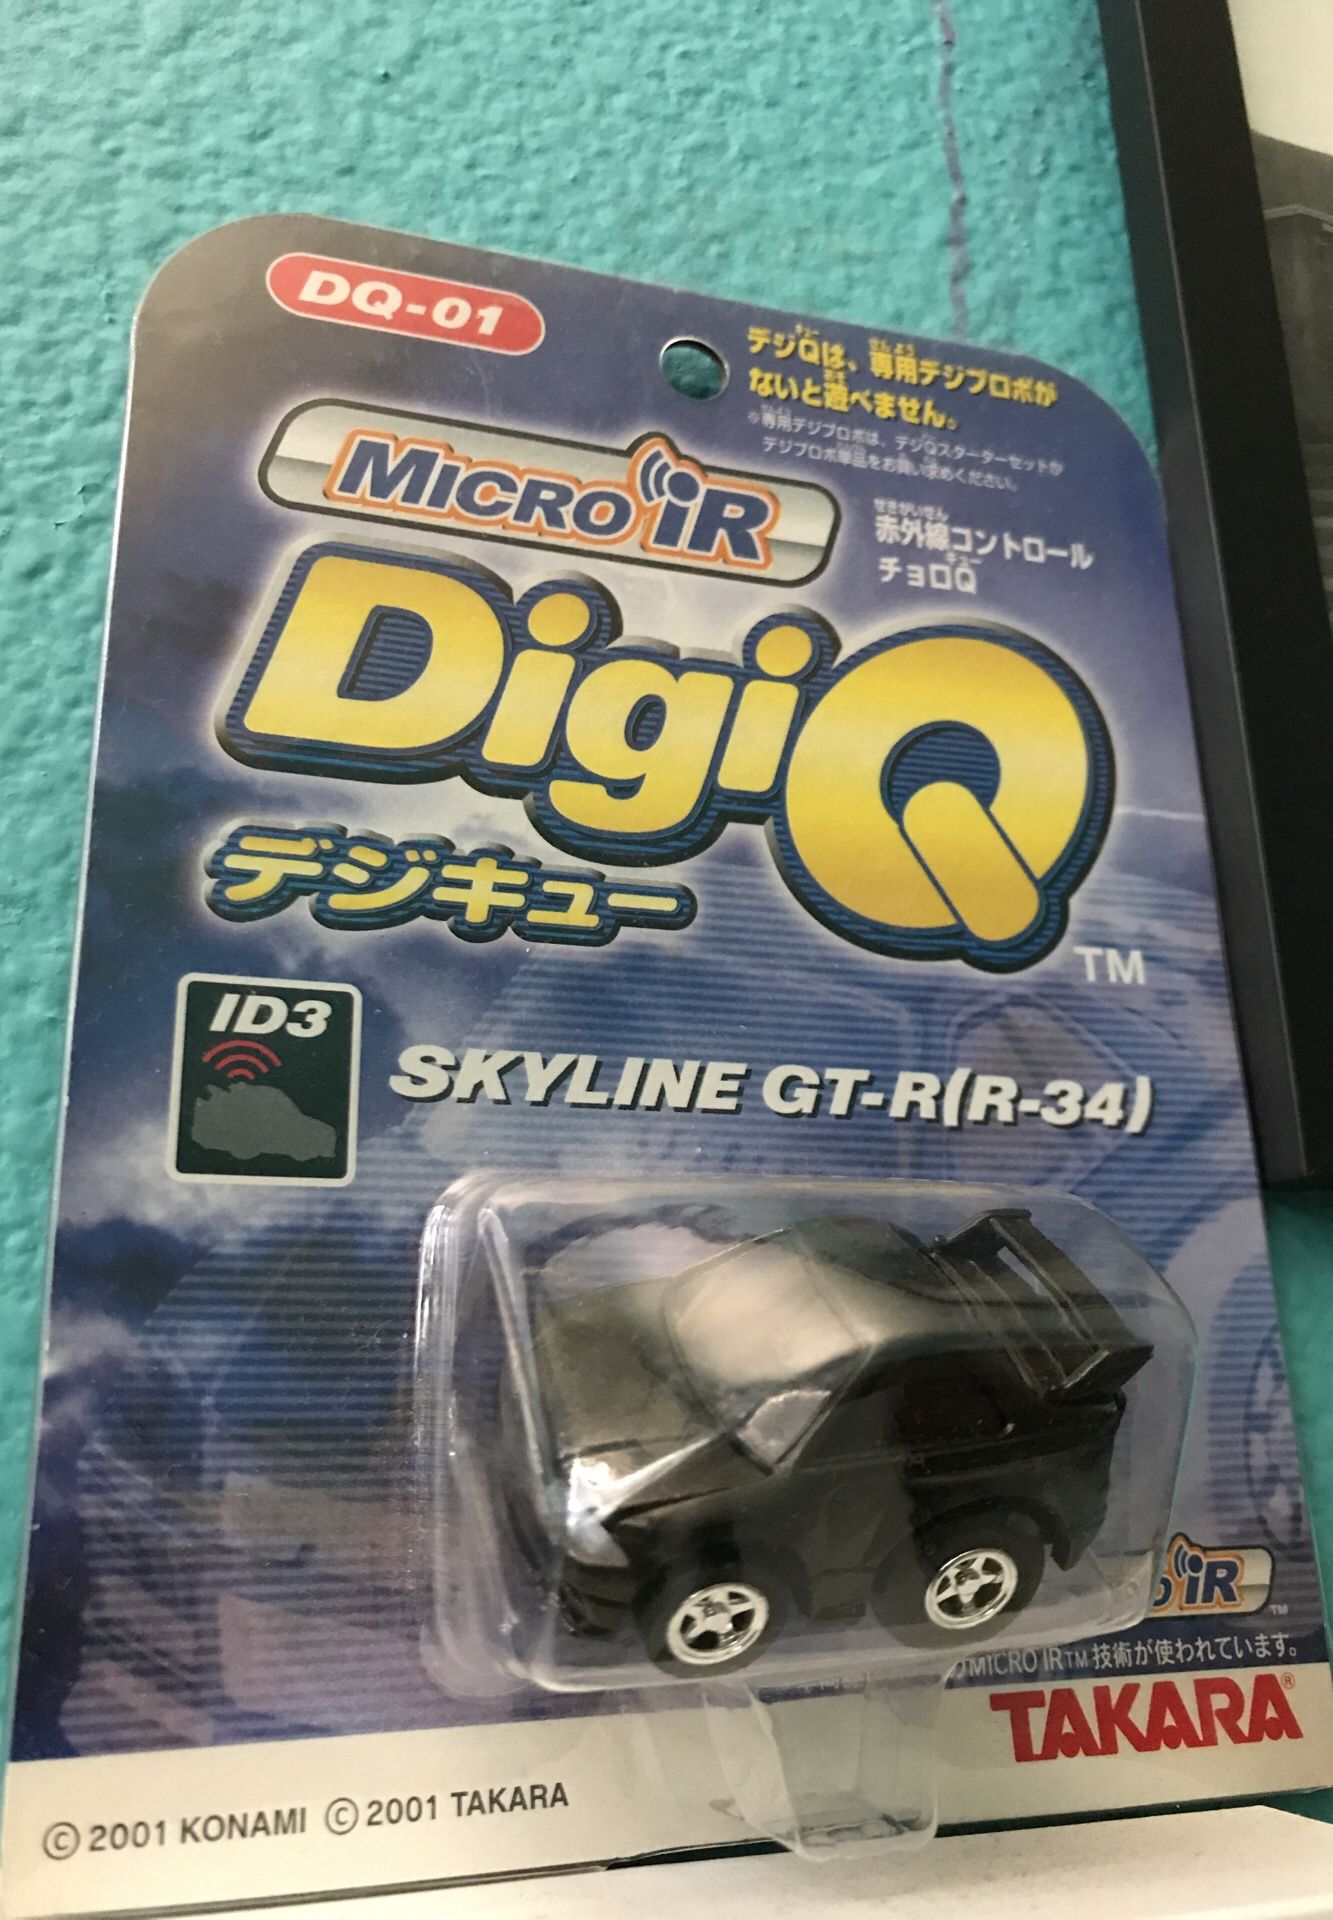 DQ-01
デジQは、専用デジプロポが
ないと遊べません。
※専用デジプロポは、デジQスターターセットか
デジプロポ単品をお買い求めください。
MICRO iR
赤外線コントロール
チョロQ
DigiQ
デジキュー
TM
ID3
SKYLINE GT-R(R-34)
iR
TM
MICRO IR™技術が使われています。
TAKARA®
© 2001 KONAMI © 2001 TAKARA